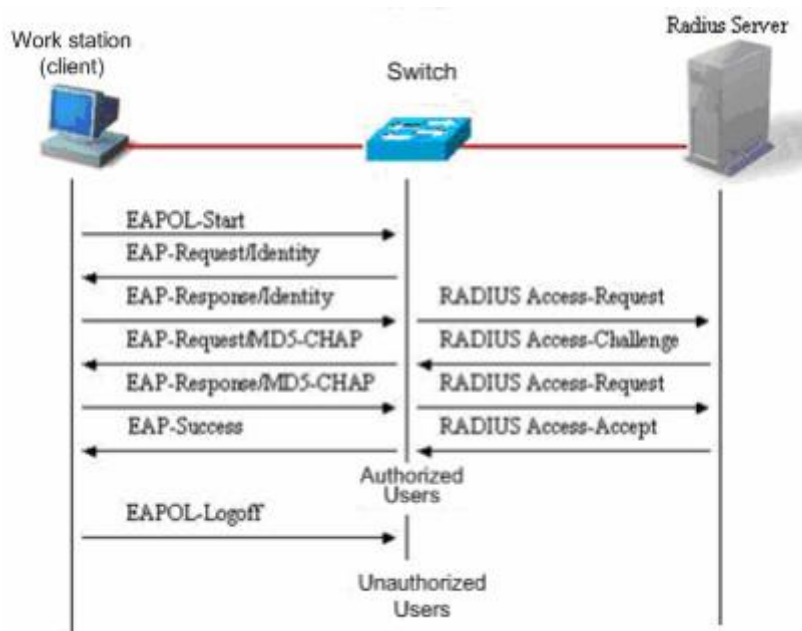 Radius Server
Work station
(client)
Switch
EAPOL-Start
EAP-Request/Identity
EAP-Response/Identity
RADIUS Access-Request
EAP-Request/MD5-CHAP
RADIUS Access-Challenge
EAP-Response/MD5-CHAP
RADIUS Access-Request
EAP-Success
RADIUS Access-Accept
Authorized
Users
EAPOL-Logoff
Unauthorized
Users